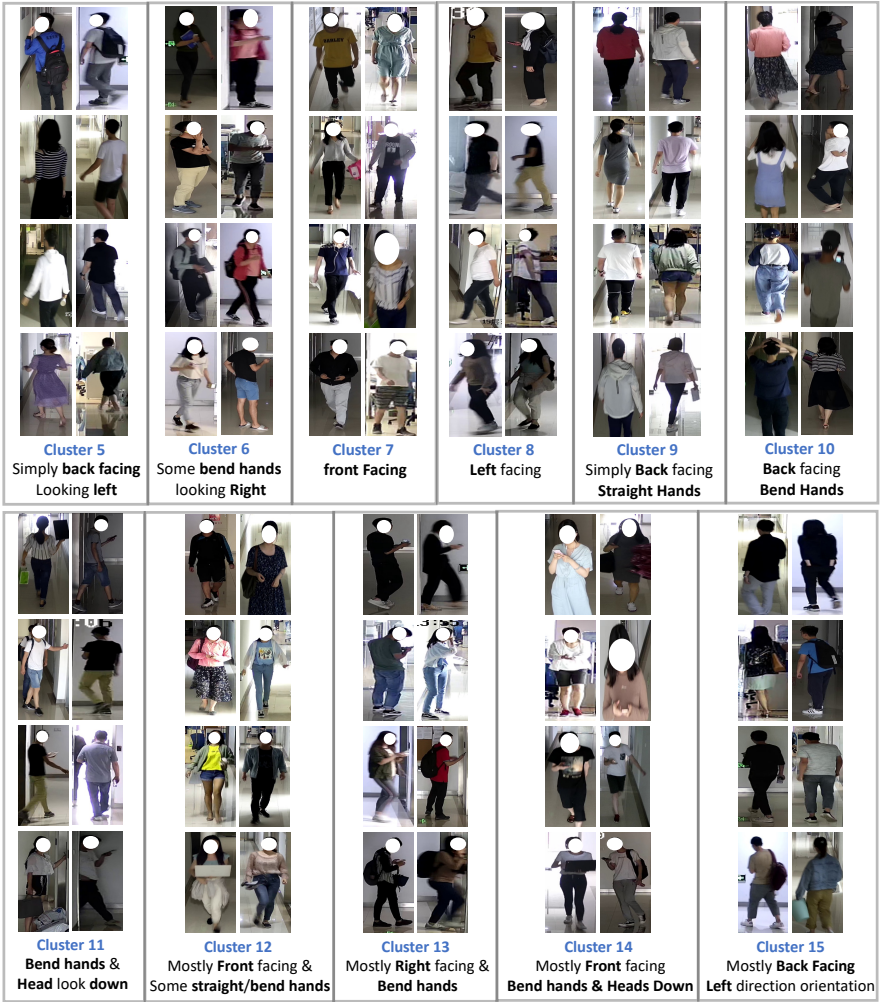 Cluster 5
Simply back facing
Looking left
Cluster 6
Some bend hands
looking Right
Cluster 7
front Facing
Cluster 8
Left facing
Cluster 9
Simply Back facing
Straight Hands
Cluster 10
Back facing
Bend Hands
Cluster 11
Bend hands &
Head look down
Cluster 12
Mostly Front facing &
Some straight/bend hands
Cluster 13
Mostly Right facing &
Bend hands
Cluster 14
Mostly Front facing
Bend hands & Heads Down
Cluster 15
Mostly Back Facing
Left direction orientation